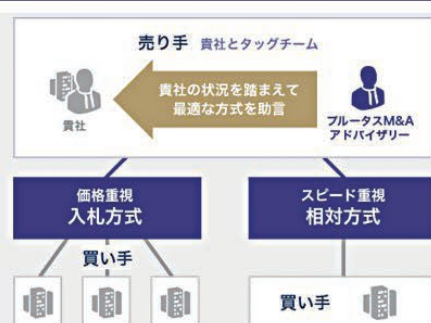 売り手 貴社とタッグチーム
貴社の状況を踏まえて
最適な方式を助言
貴社
プルータスM&A
アドバイザリー
価格重視
入札方式
スピード重視
相対方式
買い手
買い手